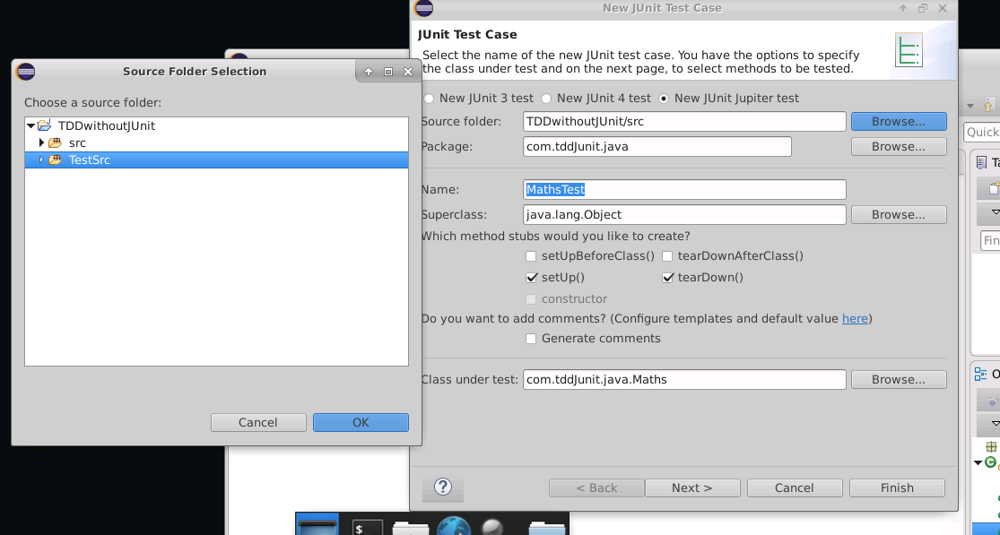 New JUnit Test Case
JUnit Test Case
Select the name of the new JUnit test case. You have the options to specify
the class under test and on the next page, to select methods to be tested.
Source Folder Selection
Choose a source folder:
TDDwithoutJUnit
src
TestSrc
Cancel
OK
New JUnit 3 test
New JUnit 4 test
New JUnit Jupiter test
Source folder:
TDDwithoutJUnit/src
Browse...
Package:
com.tddJunit.java
Browse...
Name:
MathsTest
Superclass:
java.lang.Object
Browse...
Which method stubs would you like to create?
setUpBeforeClass()
tearDownAfterClass()
setUp()
tearDown()
constructor
Do you want to add comments? (Configure templates and default value here)
Generate comments
Class under test:
com.tddJunit.java.Maths
Browse...
?
< Back
Next >
Cancel
Finish
Quick
Ta
Fin
O
$